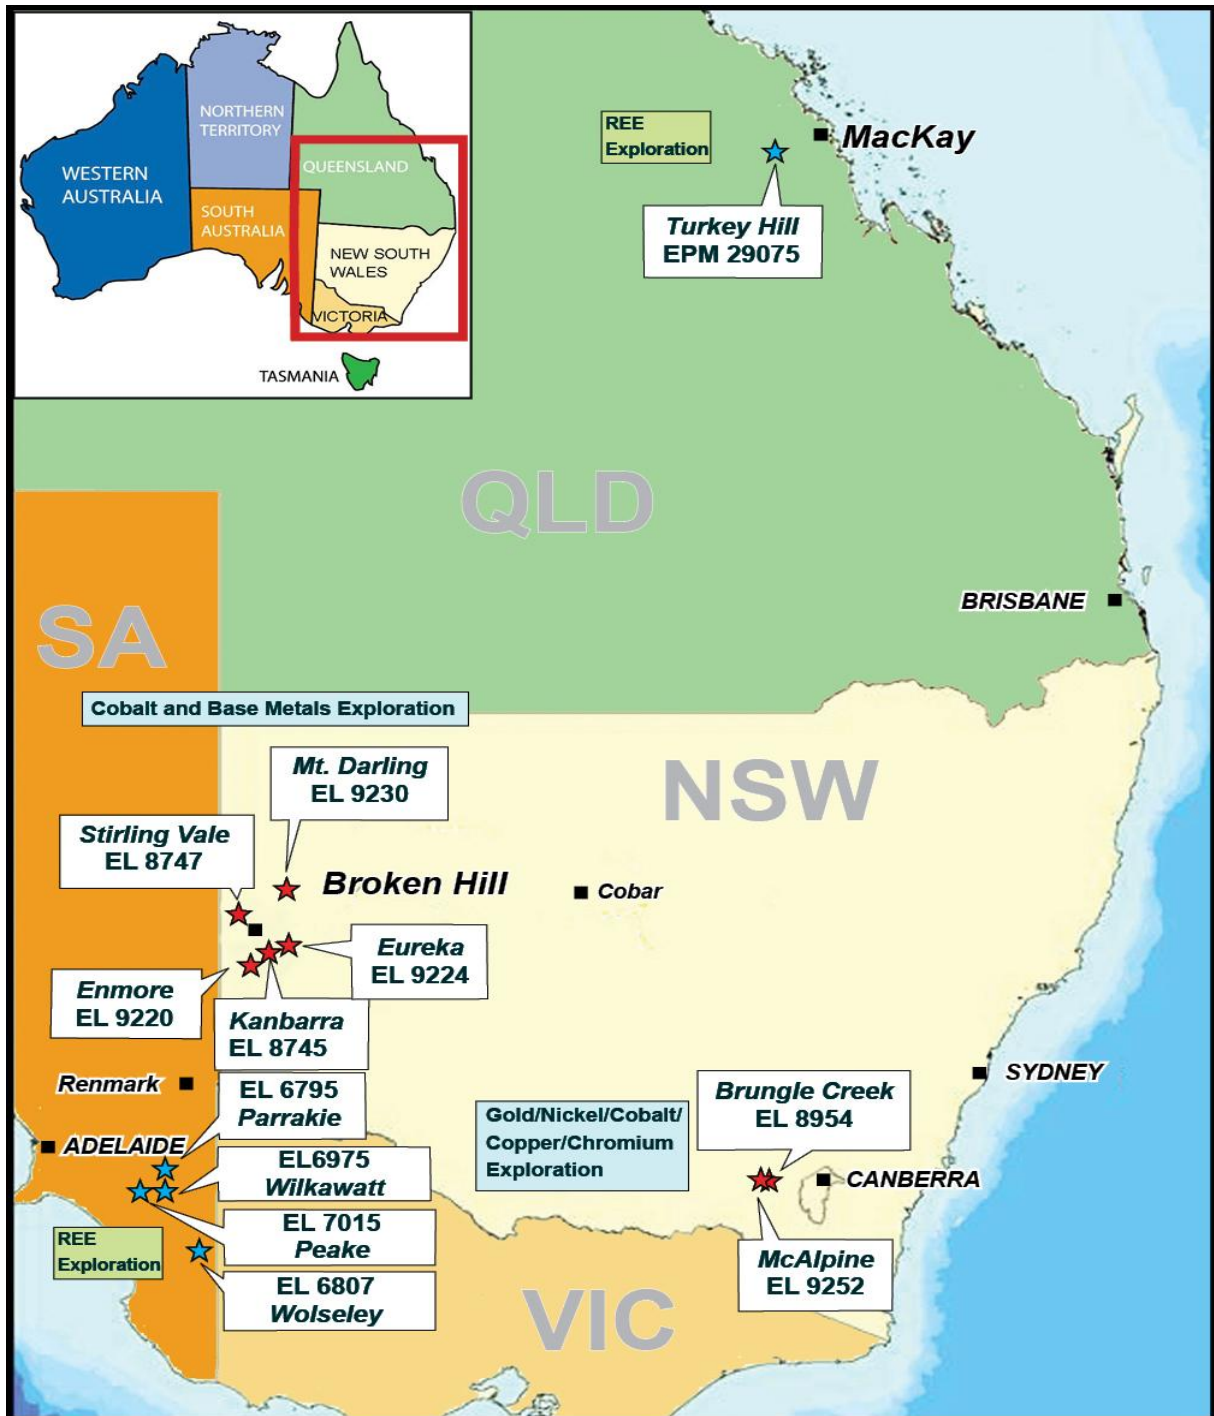 NORTHERN
TERRITORY
WESTERN
AUSTRALIA
QUEENSLAND
SOUTH
AUSTRALIA
NEW SOUTH
WALES
VICTORIA
TASMANIA
REE
Exploration
MacKay
Turkey Hill
EPM 29075
QLD
BRISBANE
SA
Cobalt and Base Metals Exploration
NSW
Mt. Darling
EL 9230
Stirling Vale
EL 8747
Broken Hill
Cobar
Eureka
EL 9224
Enmore
EL 9220
Kanbarra
EL 8745
Renmark
EL 6795
Parrakie
SYDNEY
Brungle Creek
EL 8954
Gold/Nickel/Cobalt/
Copper/Chromium
Exploration
ADELAIDE
EL6975
Wilkawatt
CANBERRA
EL 7015
Peake
REE
Exploration
McAlpine
EL 9252
EL 6807
Wolseley
VIC